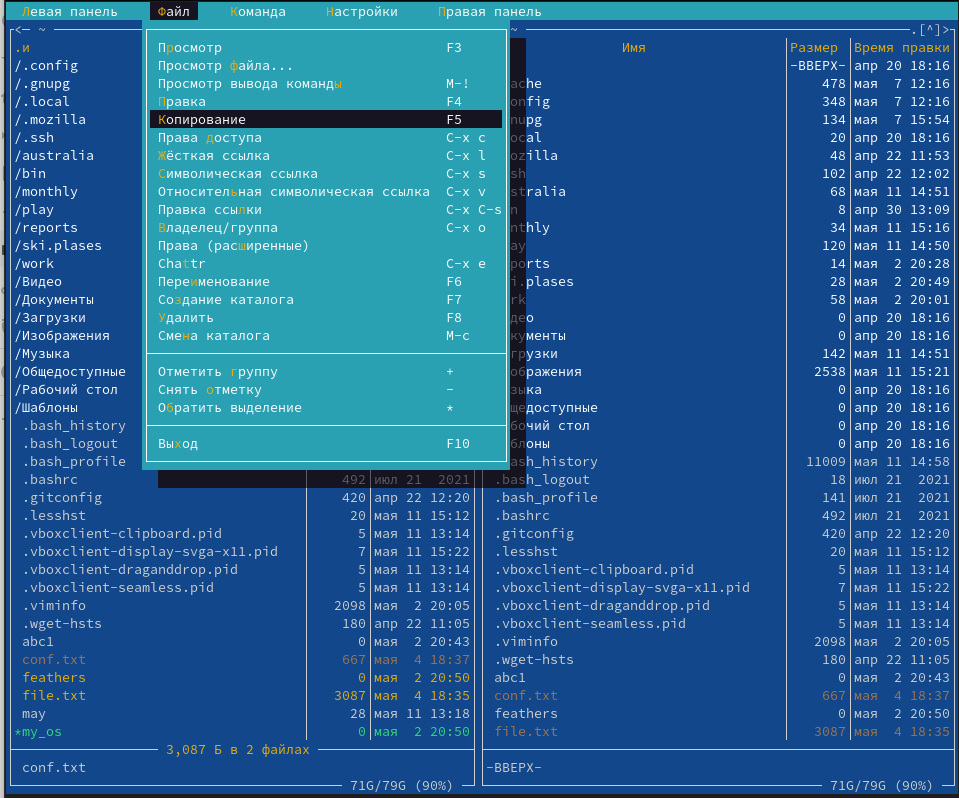 Левая панель Файл Команда Настройки Правая панель
<— ~ ~ .[^]>
.и Просмотр F3 Имя Размер Время правки
/.config Просмотр файла... –ВВЕРХ– апр 20 18:16
/.gnupg Просмотр вывода команды M-! ache 478 мая 7 12:16
/.local Правка F4 onfig 348 мая 7 12:16
/.mozilla Копирование F5 nupg 134 мая 7 15:54
/.ssh Права доступа C-x c ocal 20 апр 20 18:16
/australia Жёсткая ссылка C-x l ozilla 48 апр 22 11:53
/bin Символическая ссылка C-x s sh 102 апр 22 12:02
/monthly Относительная символическая ссылка C-x v stralia 68 мая 11 14:51
/play Правка ссылки C-x C-s n 8 апр 30 13:09
/reports Владелец/группа C-x o nthly 34 мая 11 15:16
/ski.plases Права (расширенные) ay 120 мая 11 14:50
/work Chattr C-x e ports 14 мая 2 20:28
/Видео Переименование F6 i.plases 28 мая 2 20:49
/Документы Создание каталога F7 rk 58 мая 2 20:01
/Загрузки Удалить F8 део 0 апр 20 18:16
/Изображения Смена каталога M-c кументы 0 апр 20 18:16
/Музыка грузки 142 мая 11 14:51
/Общедоступные Отметить группу + ображения 2538 мая 11 15:21
/Рабочий стол Снять отметку - зыка 0 апр 20 18:16
/Шаблоны Обратить выделение * щедоступные 0 апр 20 18:16
.bash_history бочий стол 0 апр 20 18:16
.bash_logout Выход F10 блоны 0 апр 20 18:16
.bash_profile ash_history 11009 мая 11 14:58
.bashrc 492 июл 21 2021 .bash_logout 18 июл 21 2021
.gitconfig 420 апр 22 12:20 .bash_profile 141 июл 21 2021
.lesshst 20 мая 11 15:12 .bashrc 492 июл 21 2021
.vboxclient-clipboard.pid 5 мая 11 13:14 .gitconfig 420 апр 22 12:20
.vboxclient-display-svga-x11.pid 7 мая 11 15:22 .lesshst 20 мая 11 15:12
.vboxclient-draganddrop.pid 5 мая 11 13:14 .vboxclient-clipboard.pid 5 мая 11 13:14
.vboxclient-seamless.pid 5 мая 11 13:14 .vboxclient-display-svga-x11.pid 7 мая 11 15:22
.viminfo 2098 мая 2 20:05 .vboxclient-draganddrop.pid 5 мая 11 13:14
.wget-hsts 180 апр 22 11:05 .vboxclient-seamless.pid 5 мая 11 13:14
abc1 0 мая 2 20:43 .viminfo 2098 мая 2 20:05
conf.txt 667 мая 4 18:37 .wget-hsts 180 апр 22 11:05
feathers 0 мая 2 20:50 abc1 0 мая 2 20:43
file.txt 3087 мая 4 18:35 conf.txt 667 мая 4 18:37
may 28 мая 11 13:18 feathers 0 мая 2 20:50
*my_os 0 мая 2 20:50 file.txt 3087 мая 4 18:35
3,087 Б в 2 файлах
conf.txt –ВВЕРХ–
71G/79G (90%) 71G/79G (90%)